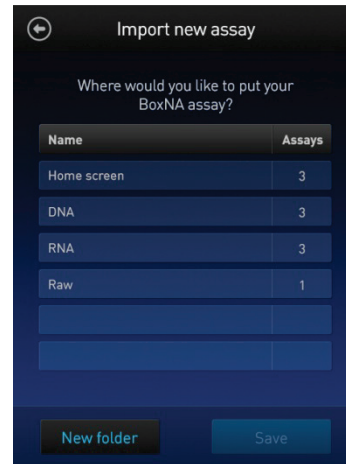 Import new assay
Where would you like to put your
BoxNA assay?
Name Assays
Home screen 3
DNA 3
RNA 3
Raw 1
New folder Save